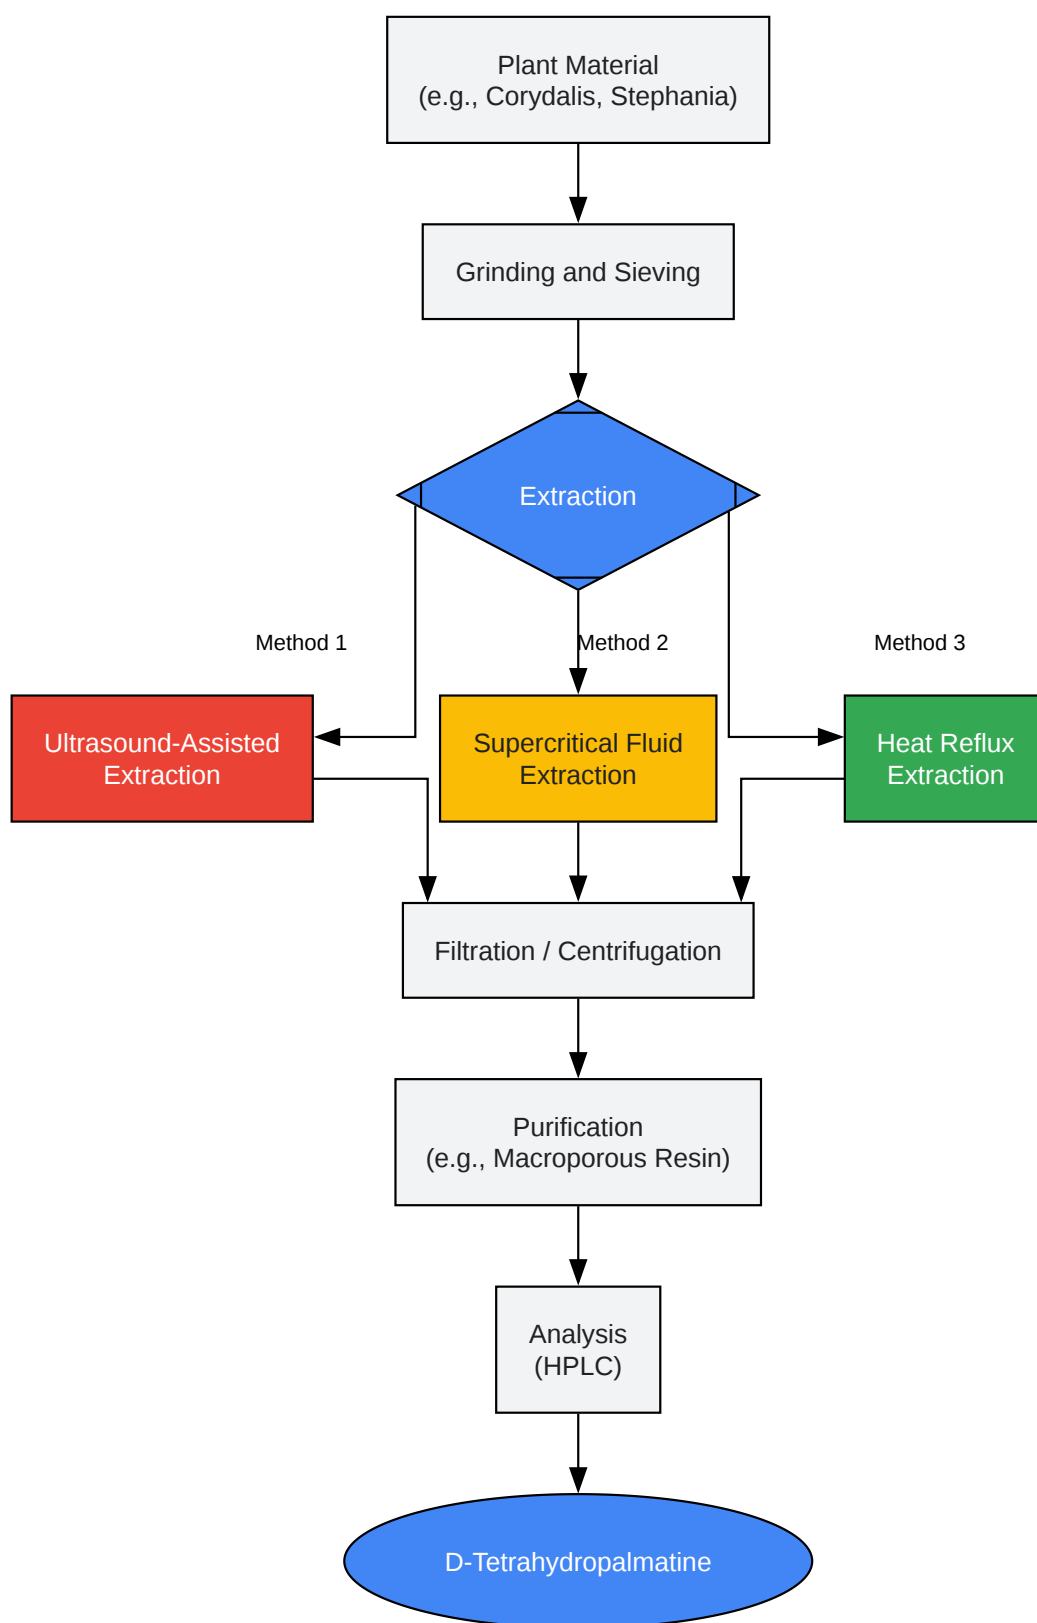 Plant Material
(e.g., Corydalis, Stephania)
Grinding and Sieving
Extraction
Method 1
Method 2
Method 3
Ultrasound-Assisted
Extraction
Supercritical Fluid
Extraction
Heat Reflux
Extraction
Filtration / Centrifugation
Purification
(e.g., Macroporous Resin)
Analysis
(HPLC)
D-Tetrahydropalmatine